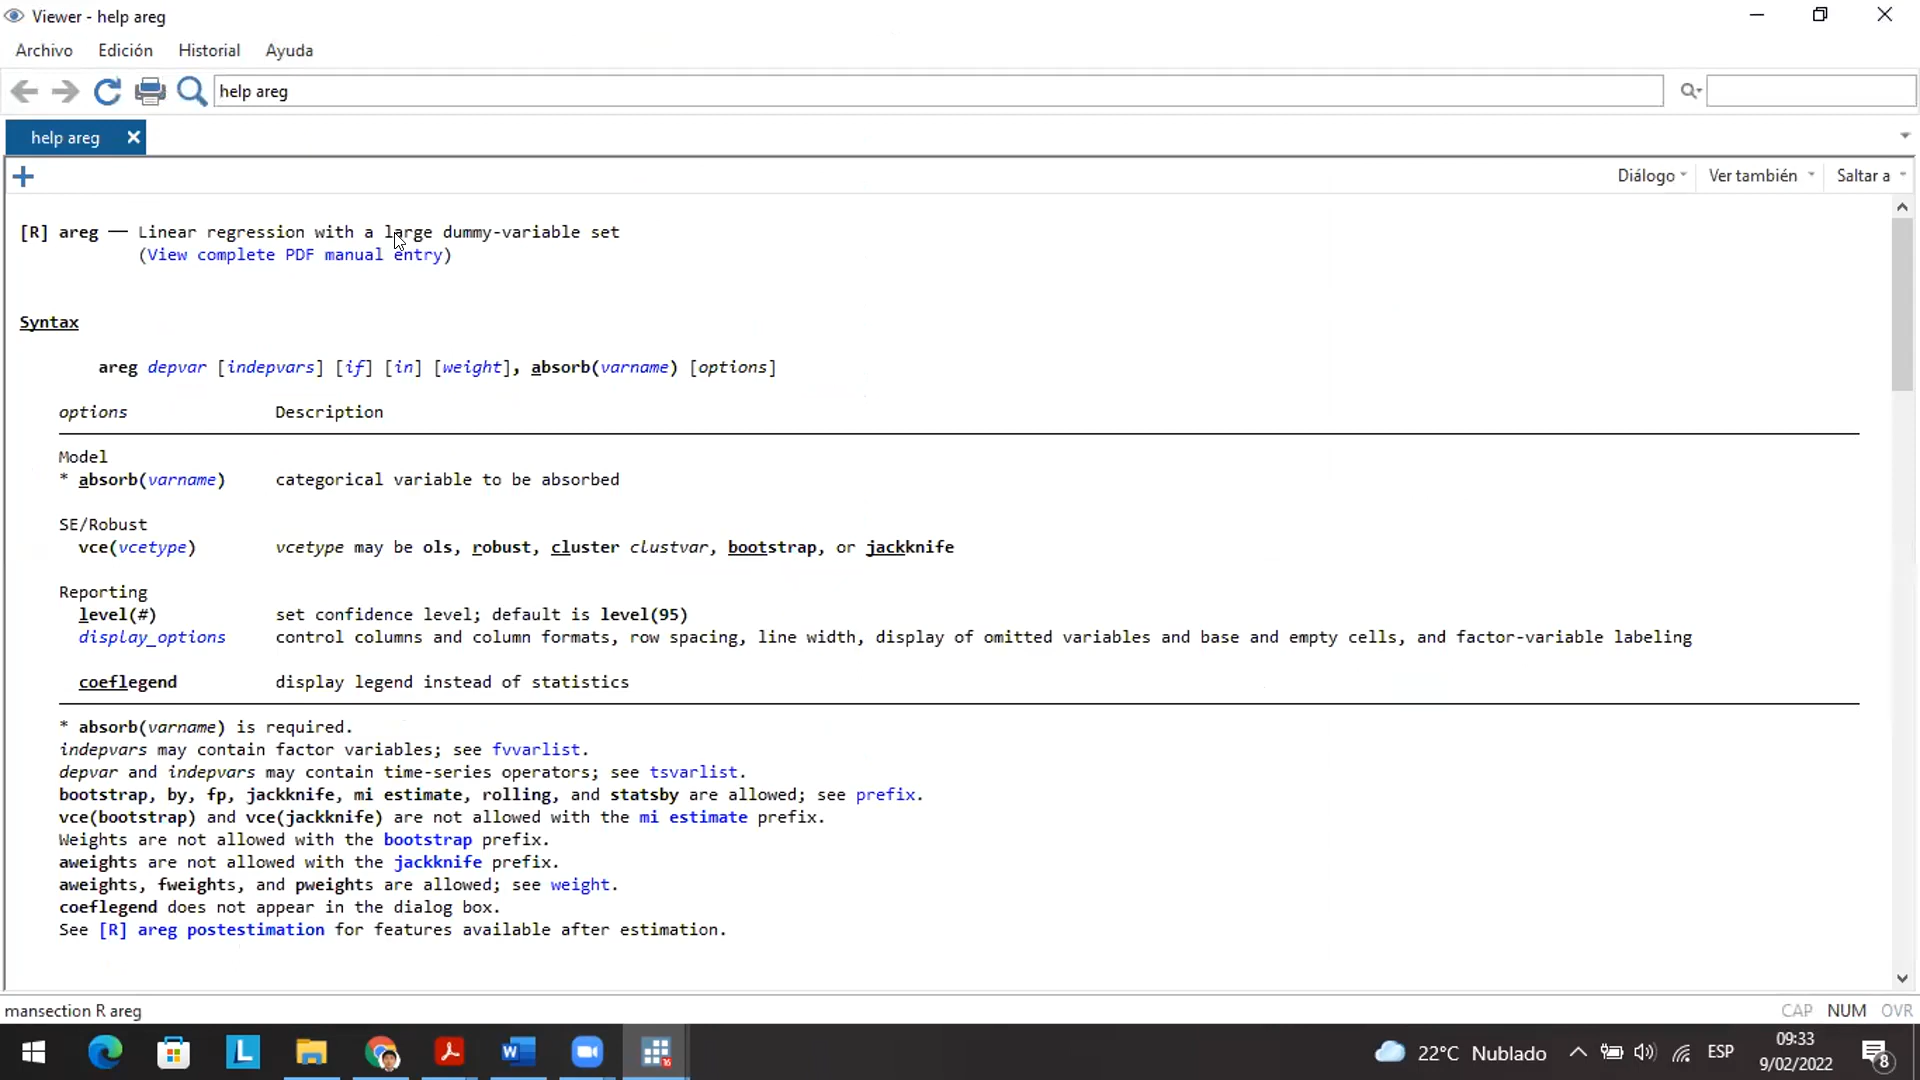 Viewer - help areg
Archivo Edición Historial Ayuda
help areg
help areg
Diálogo Ver también Saltar a
[R] areg — Linear regression with a large dummy-variable set
(View complete PDF manual entry)
Syntax
areg depvar [indepvars] [if] [in] [weight], absorb(varname) [options]
options Description
Model
* absorb(varname) categorical variable to be absorbed
SE/Robust
vce(vcetype) vcetype may be ols, robust, cluster clustvar, bootstrap, or jackknife
Reporting
level(#) set confidence level; default is level(95)
display_options control columns and column formats, row spacing, line width, display of omitted variables and base and empty cells, and factor-variable labeling
coeflegend display legend instead of statistics
* absorb(varname) is required.
indepvars may contain factor variables; see fvvarlist.
depvar and indepvars may contain time-series operators; see tsvarlist.
bootstrap, by, fp, jackknife, mi estimate, rolling, and statsby are allowed; see prefix.
vce(bootstrap) and vce(jackknife) are not allowed with the mi estimate prefix.
Weights are not allowed with the bootstrap prefix.
aweights are not allowed with the jackknife prefix.
aweights, fweights, and pweights are allowed; see weight.
coeflegend does not appear in the dialog box.
See [R] areg postestimation for features available after estimation.
mansection R areg CAP NUM OVR
22°C Nublado ESP 09:33
9/02/2022 8